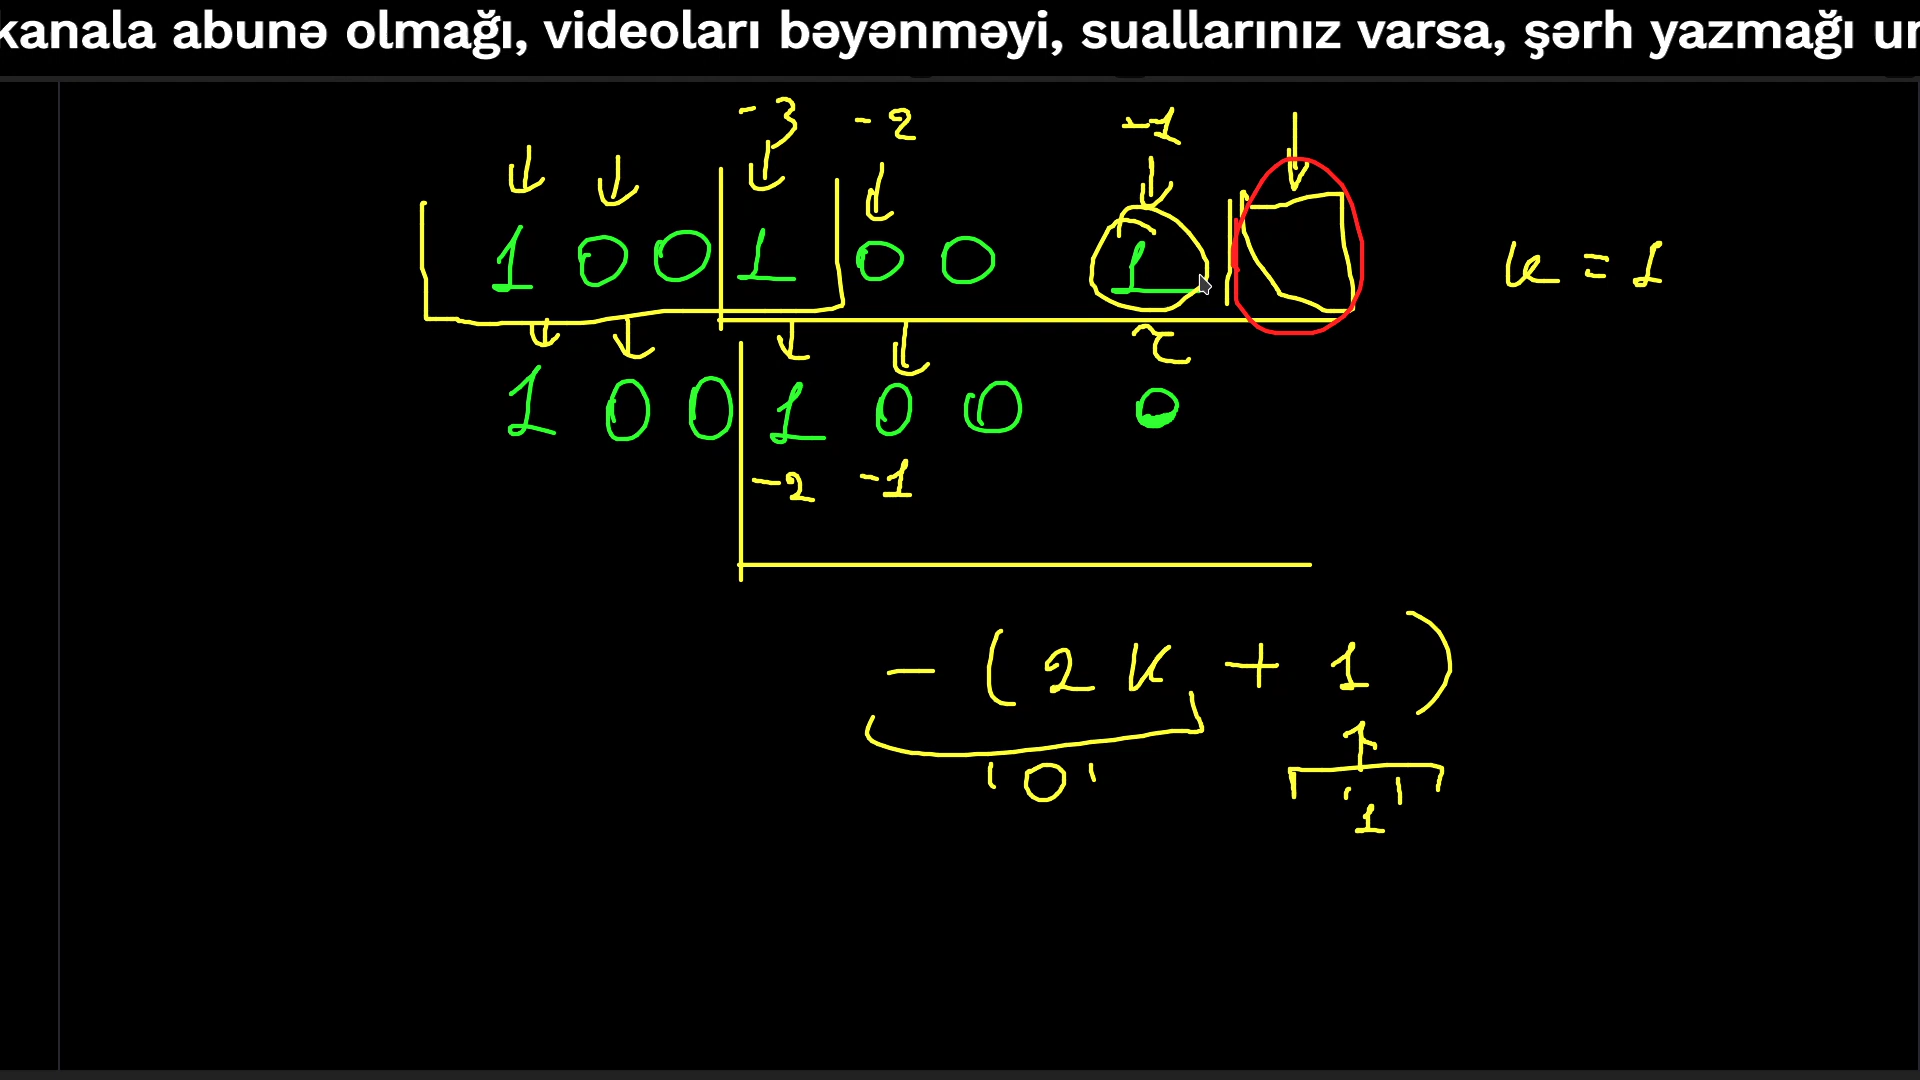 kanala abunə olmağı, videoları bəyənməyi, suallarınız varsa, şərh yazmağı
-3 -2 -1
1 0 0 1 0 0 1 k = 1
1 0 0 1 0 0 0
-2 -1
- ( 2 k + 1 )
1
'0'
'1'